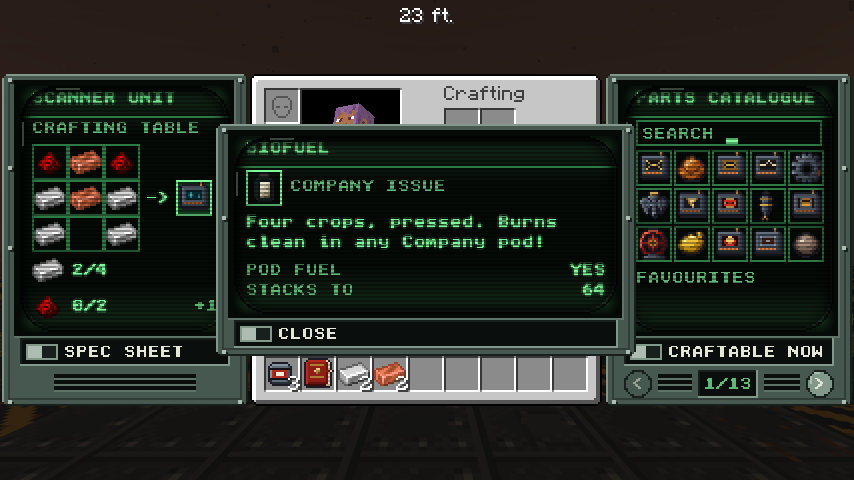 23 ft.
SCANNER UNIT
CRAFTING TABLE
2/4
0/2
+1
SPEC SHEET
Crafting
BIOFUEL
COMPANY ISSUE
Four crops, pressed. Burns
clean in any Company pod!
POD FUEL YES
STACKS TO 64
CLOSE
3
2
2
PARTS CATALOGUE
SEARCH
FAVOURITES
CRAFTABLE NOW
1/13